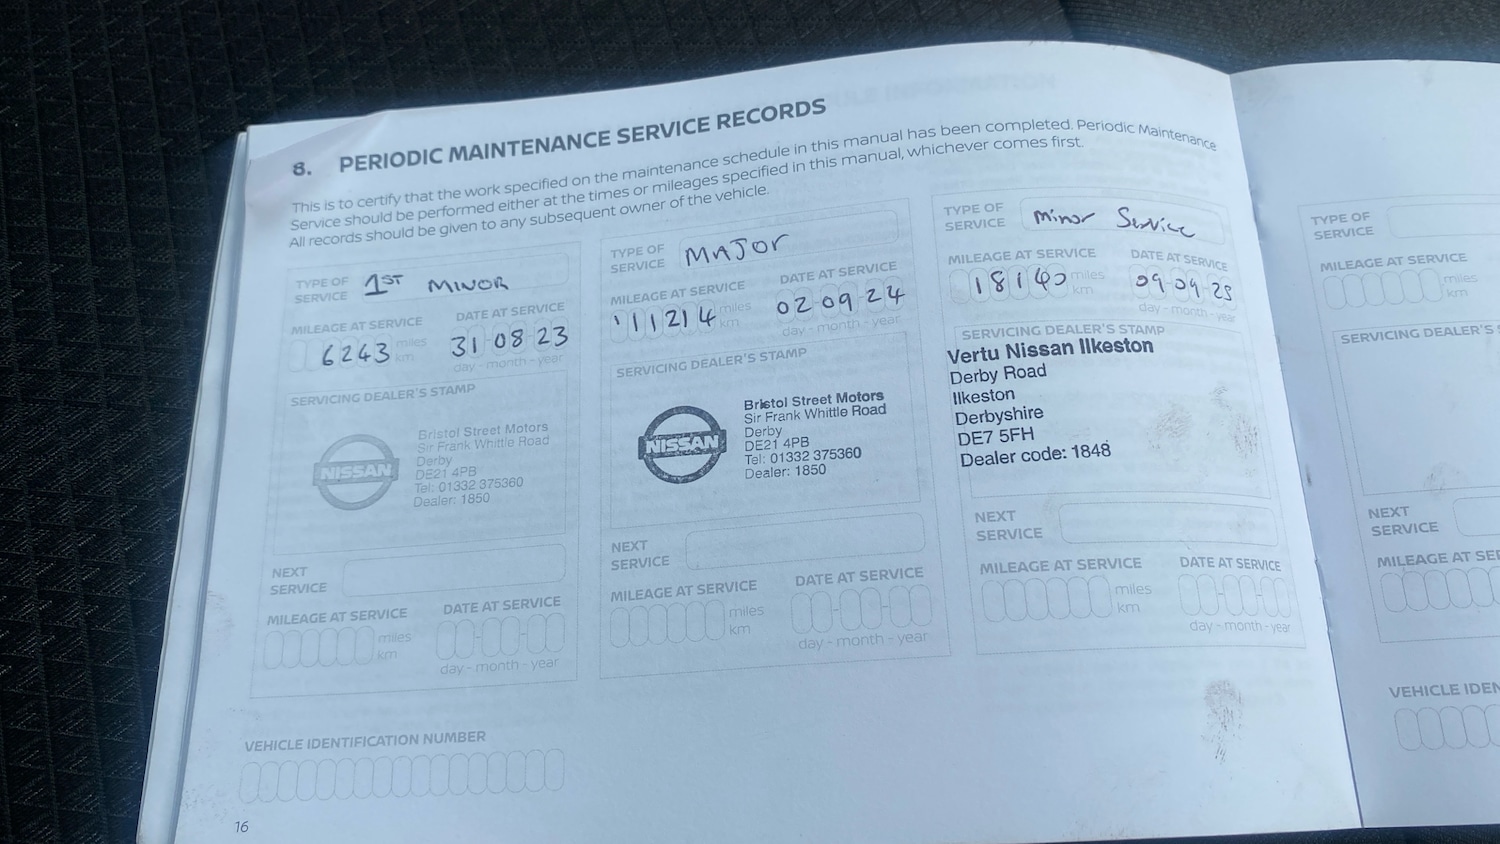 8. PERIODIC MAINTENANCE SERVICE RECORDS
This is to certify that the work specified on the maintenance schedule in this manual has been completed. Periodic Maintenance
Service should be performed either at the times or mileages specified in this manual, whichever comes first.
All records should be given to any subsequent owner of the vehicle.
TYPE OF
SERVICE
1ST MINOR
MILEAGE AT SERVICE
DATE AT SERVICE
6243
miles
km
31-08-23
day - month - year
SERVICING DEALER'S STAMP
NISSAN
Bristol Street Motors
Sir Frank Whittle Road
Derby
DE21 4PB
Tel: 01332 375360
Dealer: 1850
NEXT
SERVICE
MILEAGE AT SERVICE
DATE AT SERVICE
miles
km
day - month - year
TYPE OF
SERVICE
MAJOR
MILEAGE AT SERVICE
DATE AT SERVICE
11214
miles
km
02-09-24
day - month - year
SERVICING DEALER'S STAMP
NISSAN
Bristol Street Motors
Sir Frank Whittle Road
Derby
DE21 4PB
Tel: 01332 375360
Dealer: 1850
NEXT
SERVICE
MILEAGE AT SERVICE
DATE AT SERVICE
miles
km
day - month - year
TYPE OF
SERVICE
Minor Service
MILEAGE AT SERVICE
DATE AT SERVICE
18140
miles
km
09-09-25
day - month - year
SERVICING DEALER'S STAMP
Vertu Nissan Ilkeston
Derby Road
Ilkeston
Derbyshire
DE7 5FH
Dealer code: 1848
NEXT
SERVICE
MILEAGE AT SERVICE
DATE AT SERVICE
miles
km
day - month - year
VEHICLE IDENTIFICATION NUMBER
16
TYPE OF
SERVICE
MILEAGE AT SERVICE
miles
km
SERVICING DEALER'S S
NEXT
SERVICE
MILEAGE AT SER
VEHICLE IDEN